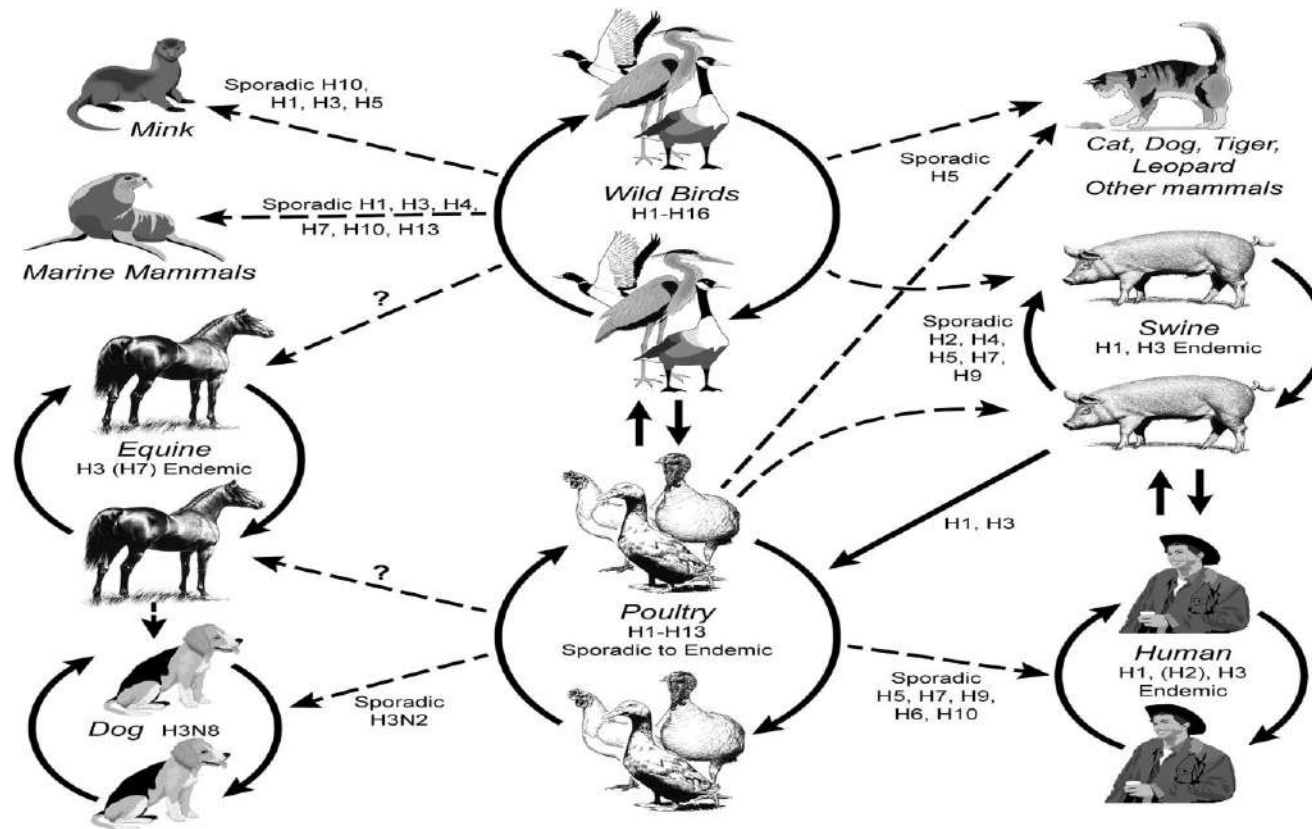 Sporadic H10,
H1, H3, H5
Mink
Sporadic H1, H3, H4,
H7, H10, H13
Marine Mammals
Wild Birds
H1-H16
Sporadic
H5
Cat, Dog, Tiger,
Leopard
Other mammals
Swine
H1, H3 Endemic
Sporadic
H2, H4,
H5, H7,
H9
?
Equine
H3 (H7) Endemic
?
H1, H3
Poultry
H1-H13
Sporadic to Endemic
Sporadic
H3N2
Dog H3N8
Sporadic
H5, H7, H9,
H6, H10
Human
H1, (H2), H3
Endemic